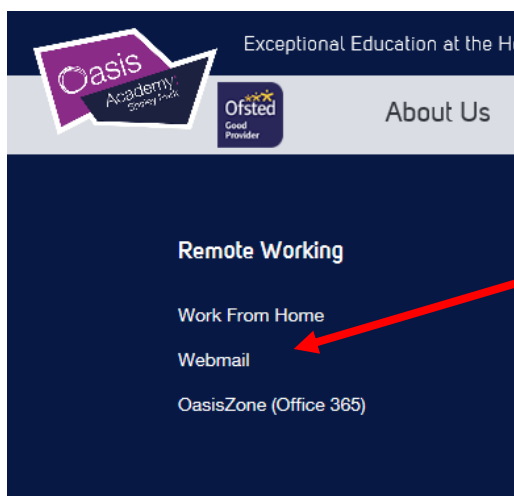 Exceptional Education at the H
Oasis
Academy:
Ofsted
Good
Provider
About Us
Remote Working
Work From Home
Webmail
OasisZone (Office 365)